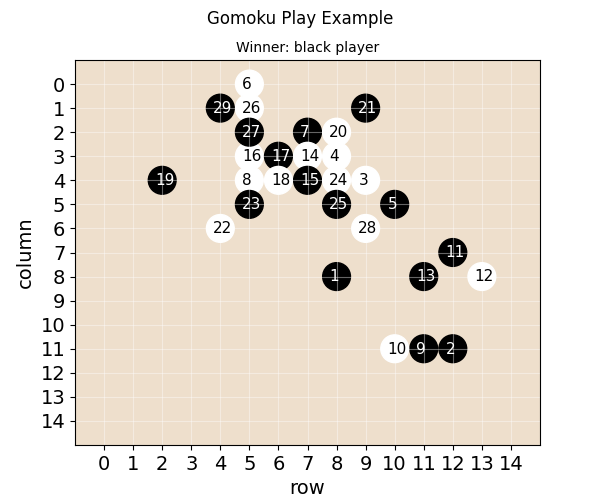 Gomoku Play Example
Winner: black player
0 6
1 29 26 21
2 27 7 20
3 16 17 14 4
4 19 8 18 15 24 3
5 23 25 5
6 22 28
7 11
8 1 13 12
9
10
11 10 9 2
12
13
14
column
0 1 2 3 4 5 6 7 8 9 10 11 12 13 14
row